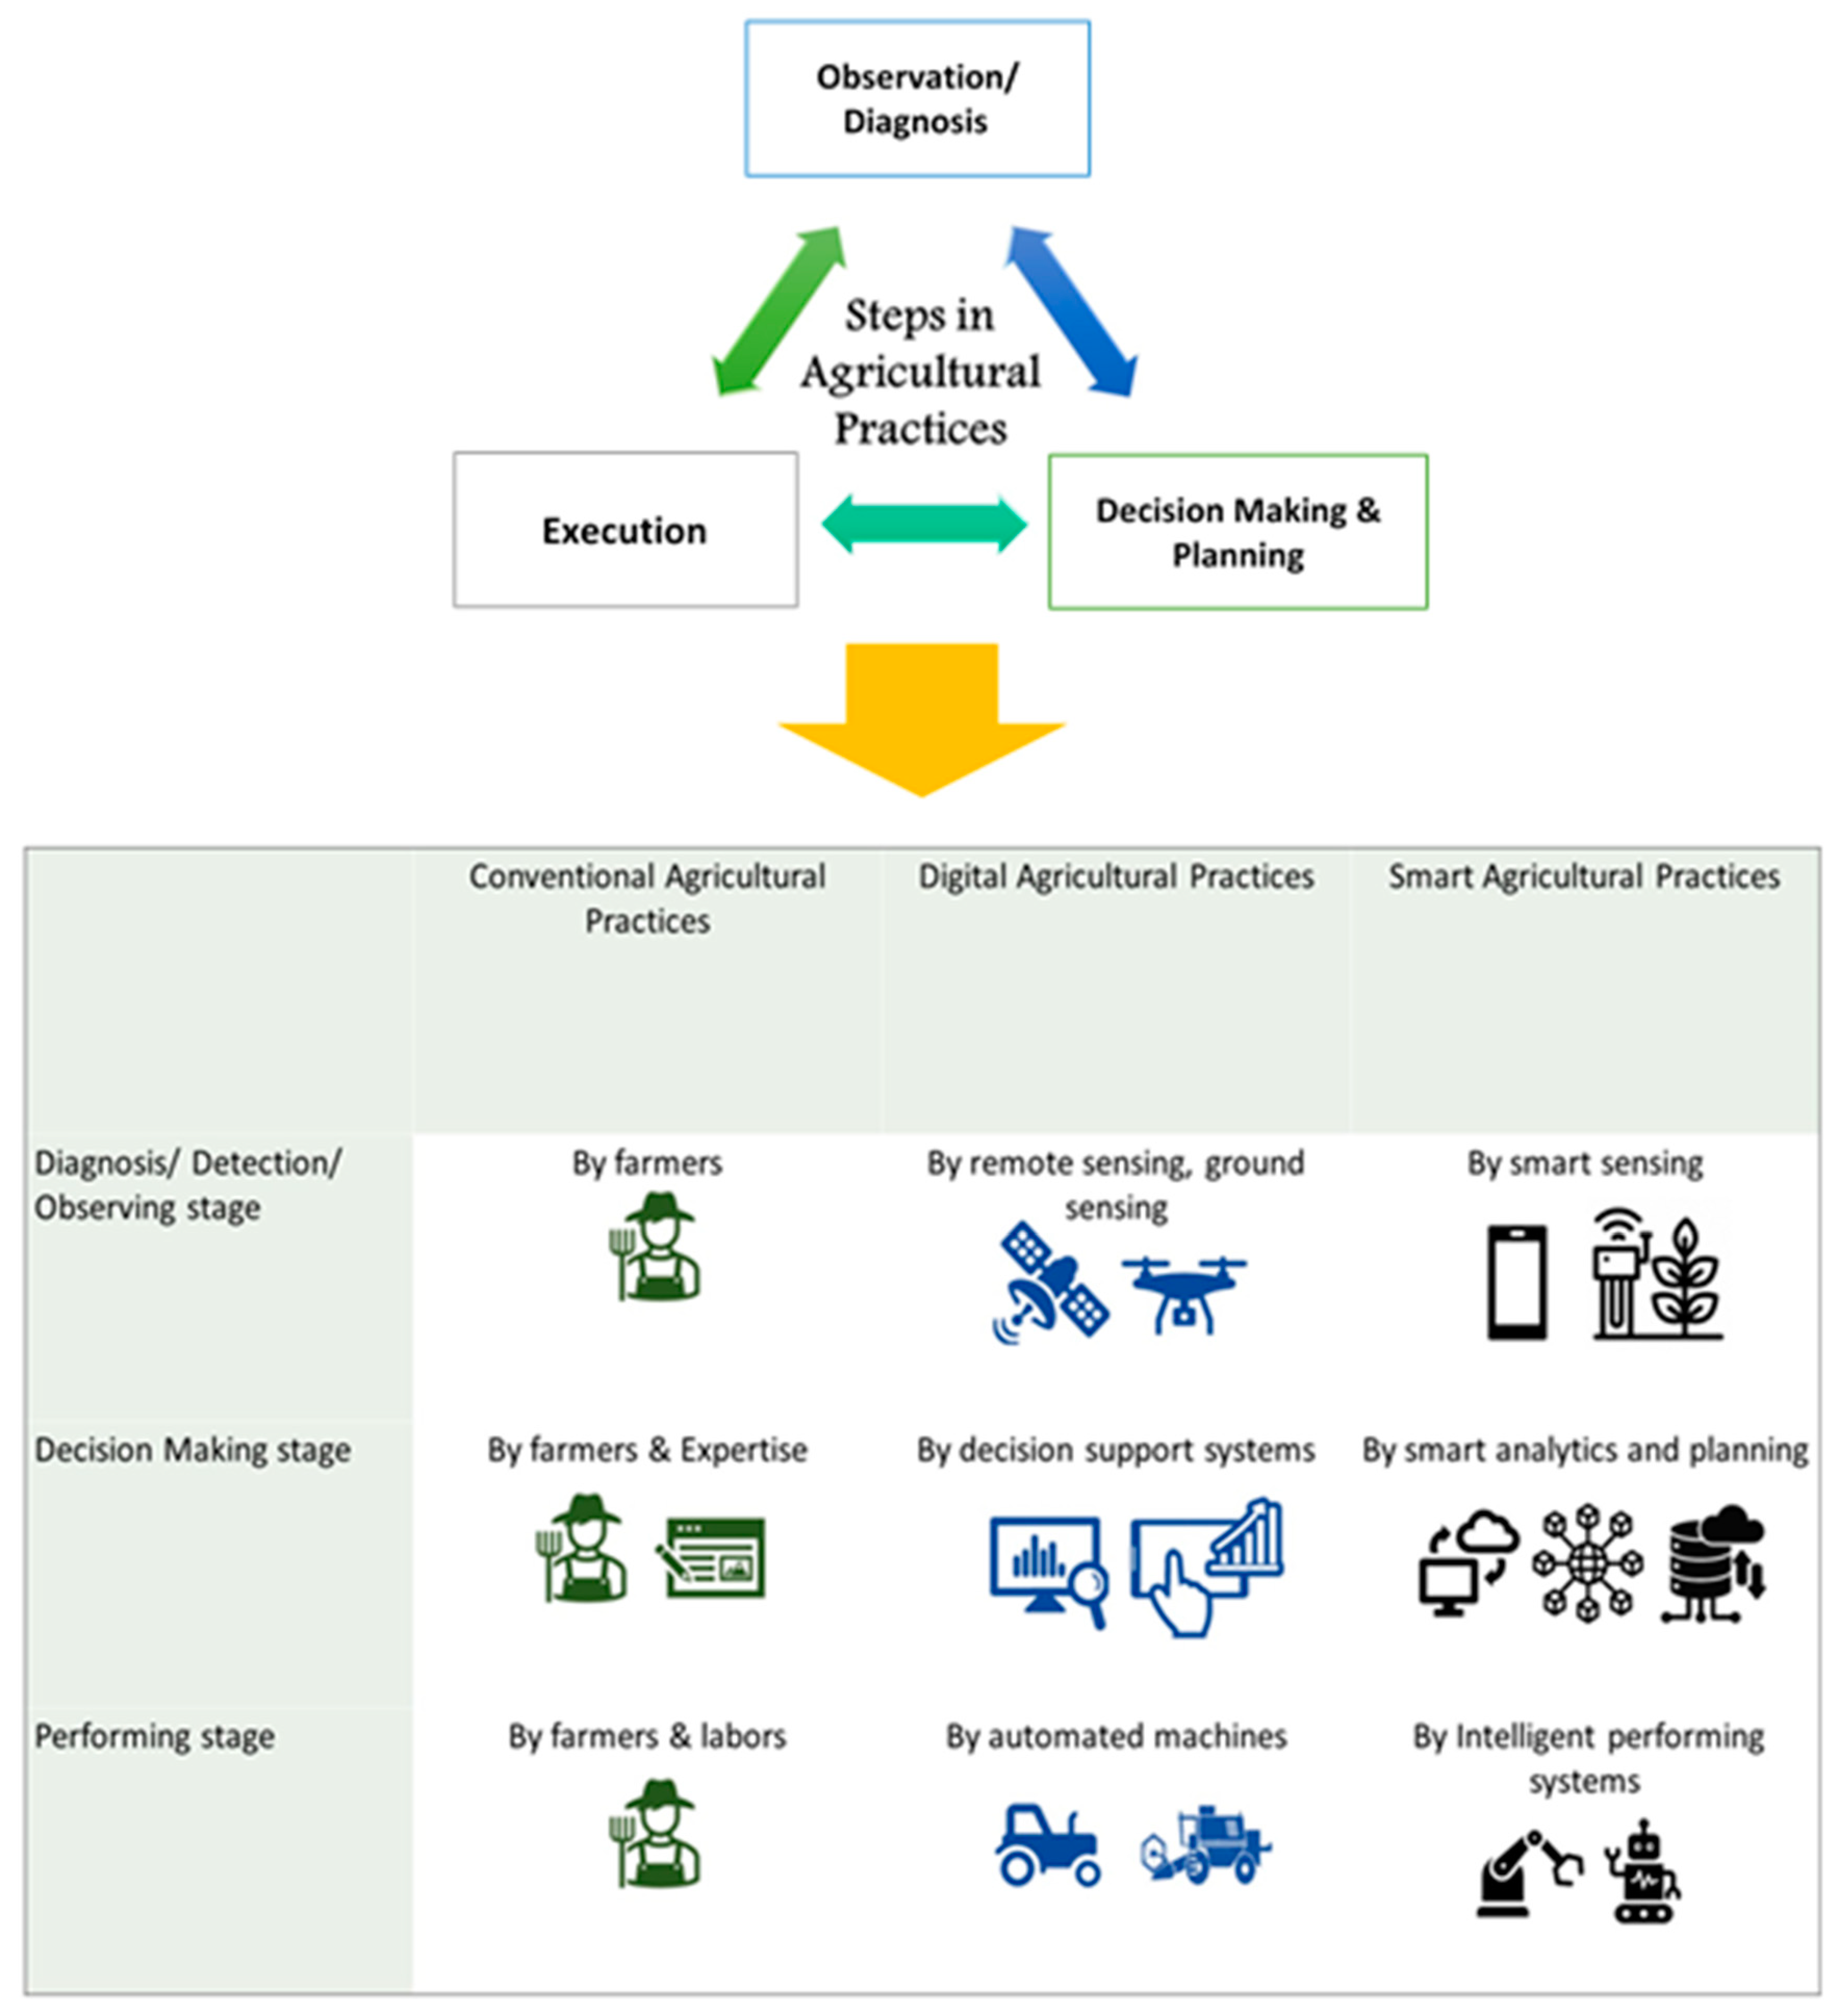 Observation/
Diagnosis
Steps in
Agricultural
Practices
Execution
Decision Making &
Planning
Conventional Agricultural
Practices
Digital Agricultural Practices
Smart Agricultural Practices
Diagnosis/ Detection/
Observing stage
By farmers
By remote sensing, ground
sensing
By smart sensing
Decision Making stage
By farmers & Expertise
By decision support systems
By smart analytics and planning
Performing stage
By farmers & labors
By automated machines
By Intelligent performing
systems